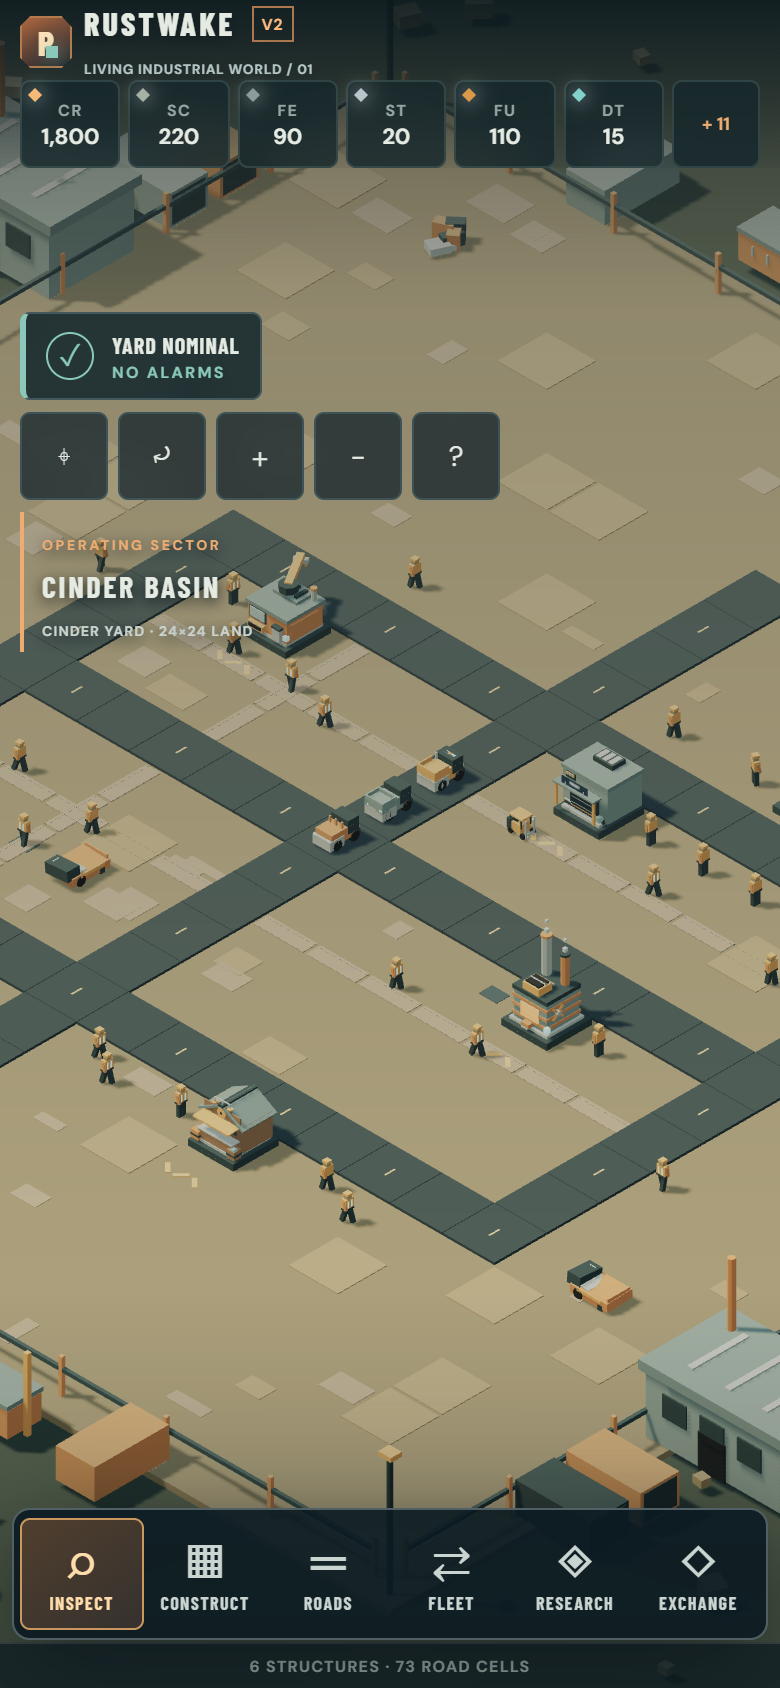 R
RUSTWAKE V2
LIVING INDUSTRIAL WORLD / 01
CR SC FE ST FU DT
1,800 220 90 20 110 15 + 11
YARD NOMINAL
NO ALARMS
+ - ?
OPERATING SECTOR
CINDER BASIN
CINDER YARD · 24×24 LAND
INSPECT CONSTRUCT ROADS FLEET RESEARCH EXCHANGE
6 STRUCTURES · 73 ROAD CELLS